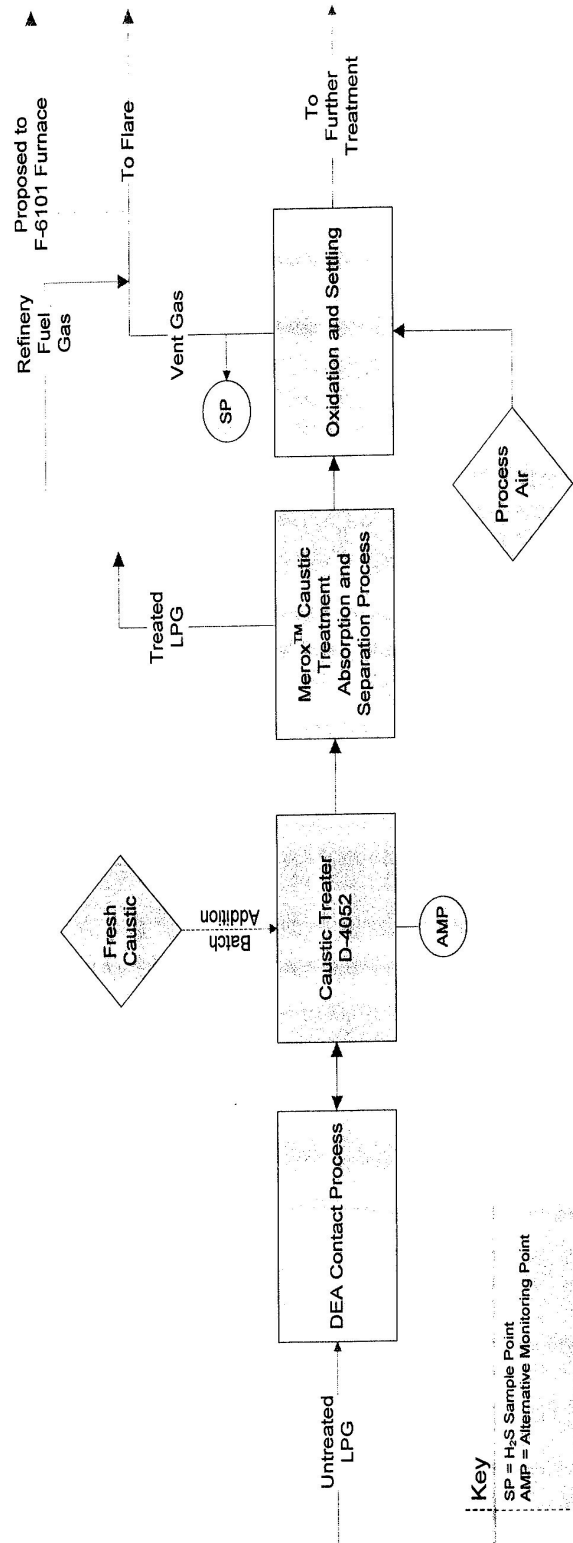 Untreated
LPG
DEA Contact Process
Fresh
Caustic
Batch
Addition
Caustic Treater
D-4052
AMP
Treated
LPG
Merox™ Caustic
Treatment
Absorption and
Separation Process
Refinery
Fuel
Gas
Proposed to
F-6101 Furnace
To Flare
Vent Gas
SP
Oxidation and Settling
To
Further
Treatment
Process
Air
Key
SP = H₂S Sample Point
AMP = Alternative Monitoring Point